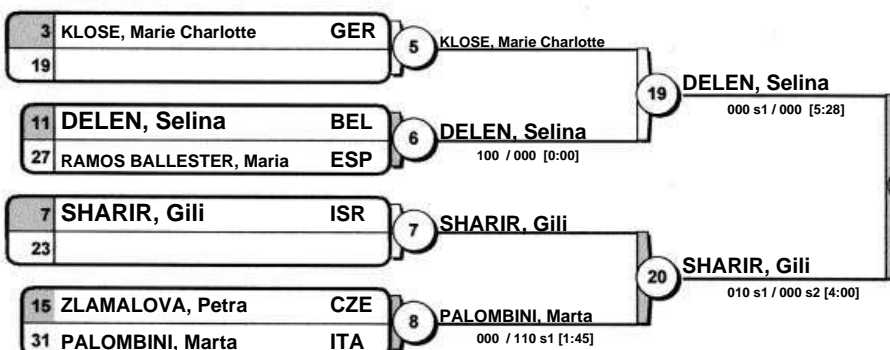 3 KLOSE, Marie Charlotte GER
19
5
KLOSE, Marie Charlotte
11 DELEN, Selina BEL
27 RAMOS BALLESTER, Maria ESP
6
DELEN, Selina
100 / 000 [0:00]
19
DELEN, Selina
000 s1 / 000 [5:28]
7 SHARIR, Gili ISR
23
7
SHARIR, Gili
15 ZLAMALOVA, Petra CZE
31 PALOMBINI, Marta ITA
8
PALOMBINI, Marta
000 / 110 s1 [1:45]
20
SHARIR, Gili
010 s1 / 000 s2 [4:00]